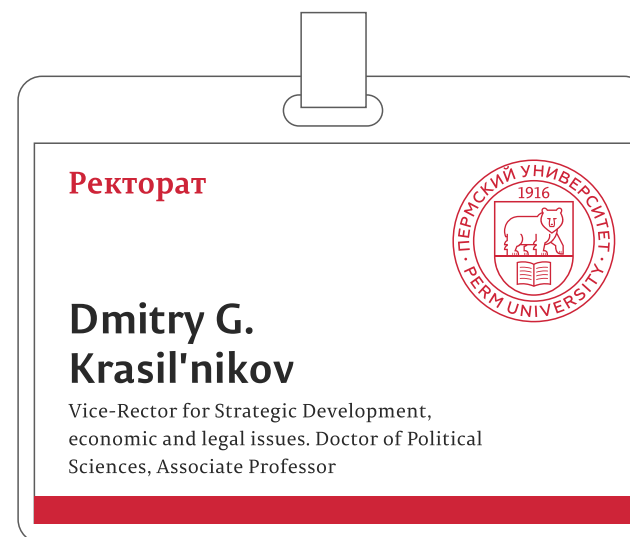 Ректорат
ПЕРМСКИЙ УНИВЕРСИТЕТ
1916
PERM UNIVERSITY
Dmitry G.
Krasil'nikov
Vice-Rector for Strategic Development,
economic and legal issues. Doctor of Political
Sciences, Associate Professor